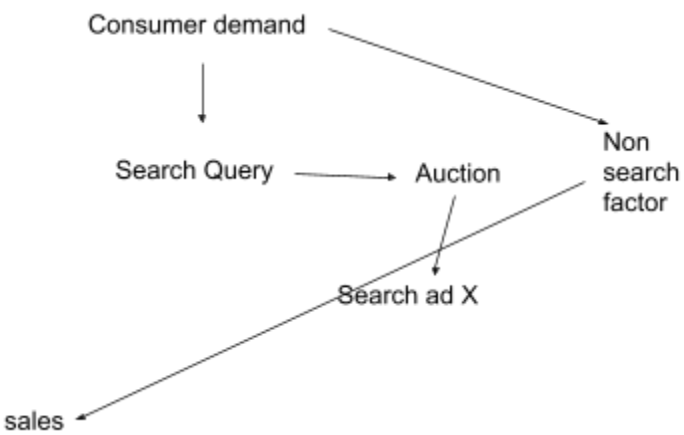 Consumer demand
Search Query
Auction
Non
search
factor
Search ad X
sales